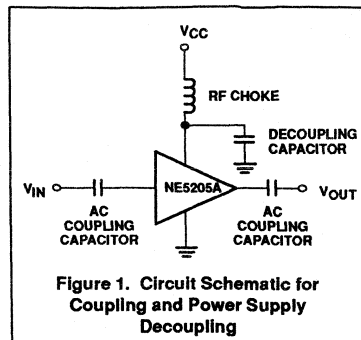 VCC
RF CHOKE
DECOUPLING
CAPACITOR
NE5205A
VIN
VOUT
AC
COUPLING
CAPACITOR
AC
COUPLING
CAPACITOR
Figure 1. Circuit Schematic for
Coupling and Power Supply
Decoupling